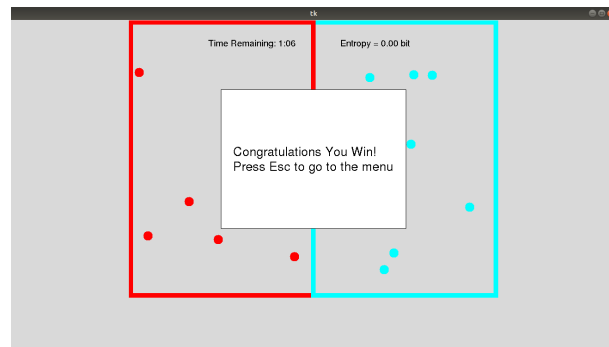 tk
Time Remaining: 1:06
Entropy = 0.00 bit
Congratulations You Win!
Press Esc to go to the menu